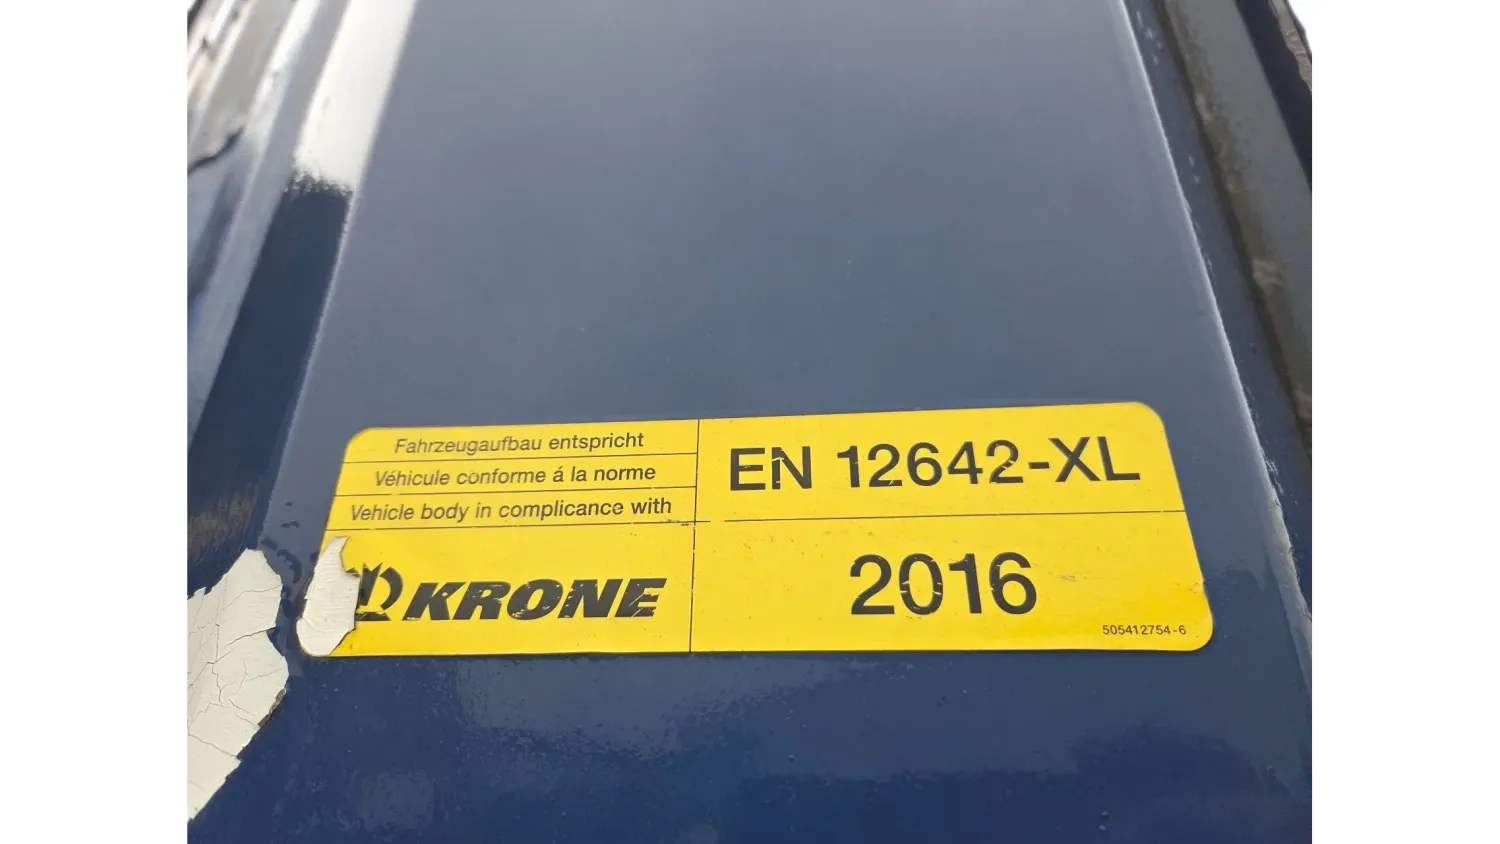 Fahrzeugaufbau entspricht
Véhicule conforme á la norme
Vehicle body in complicance with
EN 12642-XL
KRONE
2016
505412754-6